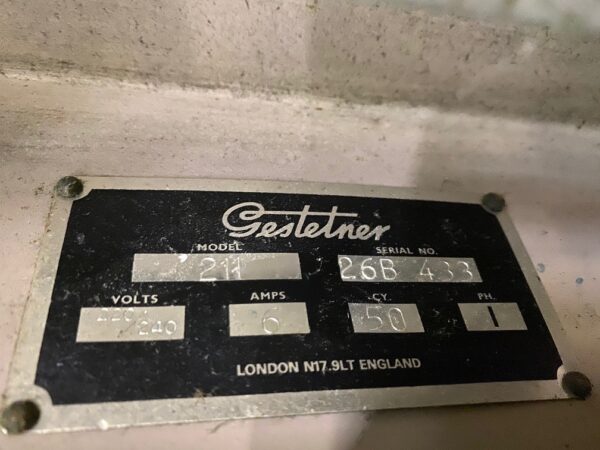 Gestetner
MODEL SERIAL NO.
211 26B 433
VOLTS AMPS CY. PH.
220/240 6 50 1
LONDON N17.9LT ENGLAND